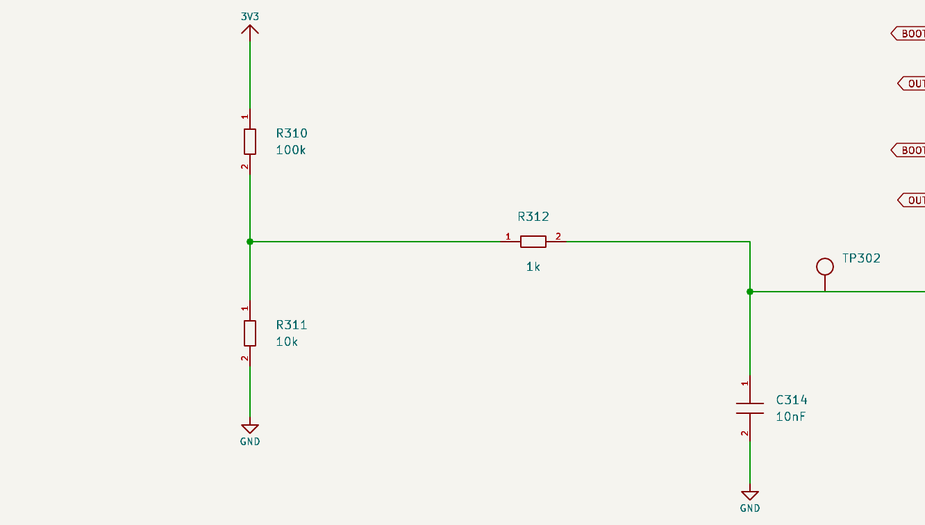 3V3
BOOT
OUT
1
R310
100k
2
BOOT
OUT
R312
1
2
1k
TP302
1
R311
10k
2
1
C314
10nF
2
GND
GND